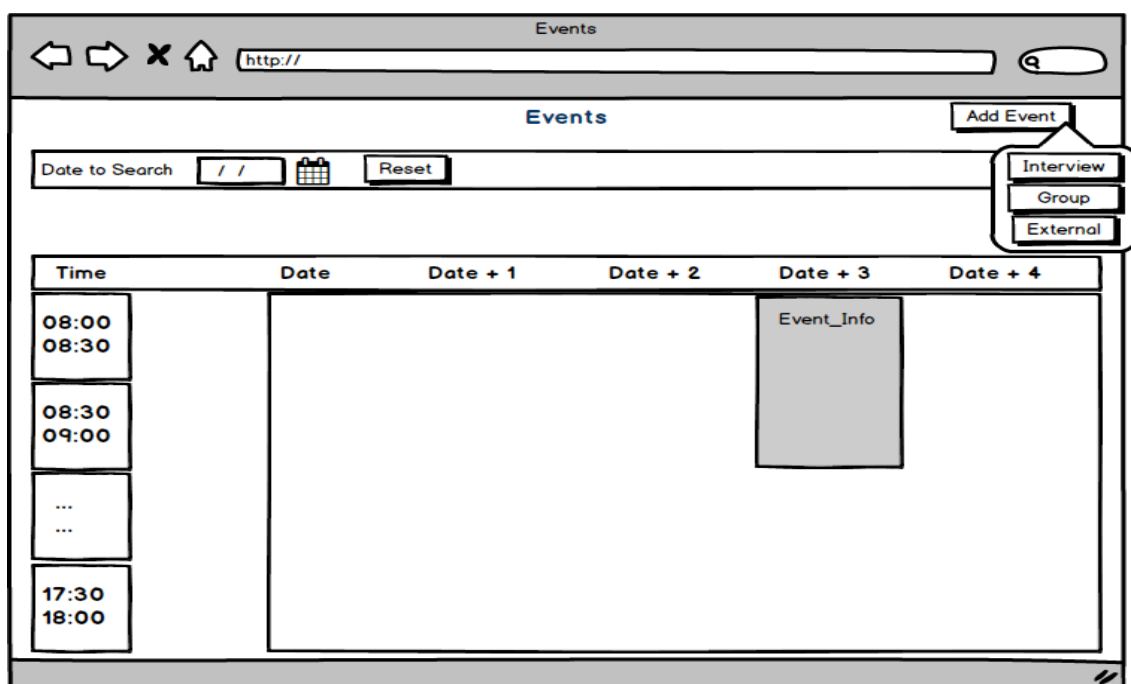 Events
http://
Events
Add Event
Date to Search / / Reset
Interview
Group
External
Time Date Date + 1 Date + 2 Date + 3 Date + 4
08:00
08:30
Event_Info
08:30
09:00
...
...
17:30
18:00